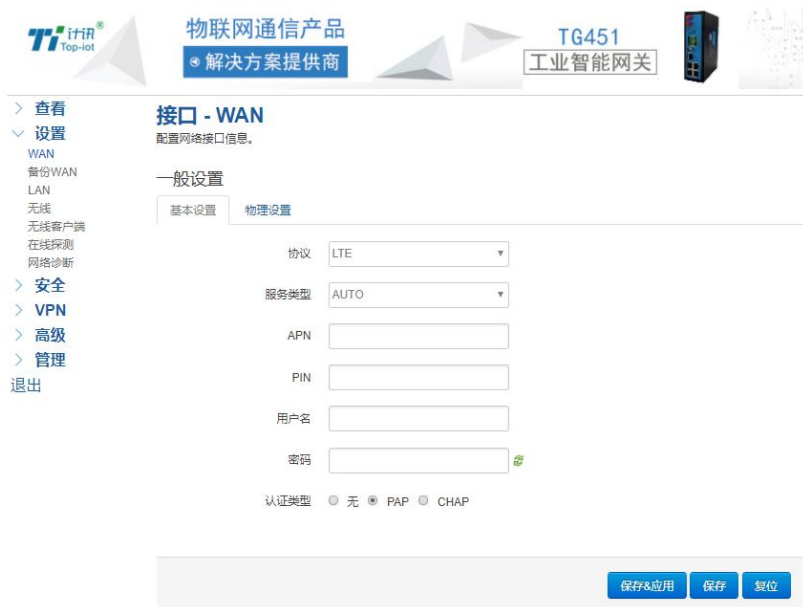 计讯®
Top-iot
物联网通信产品
解决方案提供商
TG451
工业智能网关
查看
设置
WAN
备份WAN
LAN
无线
无线客户端
在线探测
网络诊断
安全
VPN
高级
管理
退出
接口 - WAN
配置网络接口信息。
一般设置
基本设置 物理设置
协议 LTE
服务类型 AUTO
APN
PIN
用户名
密码
认证类型 无 PAP CHAP
保存&应用 保存 复位